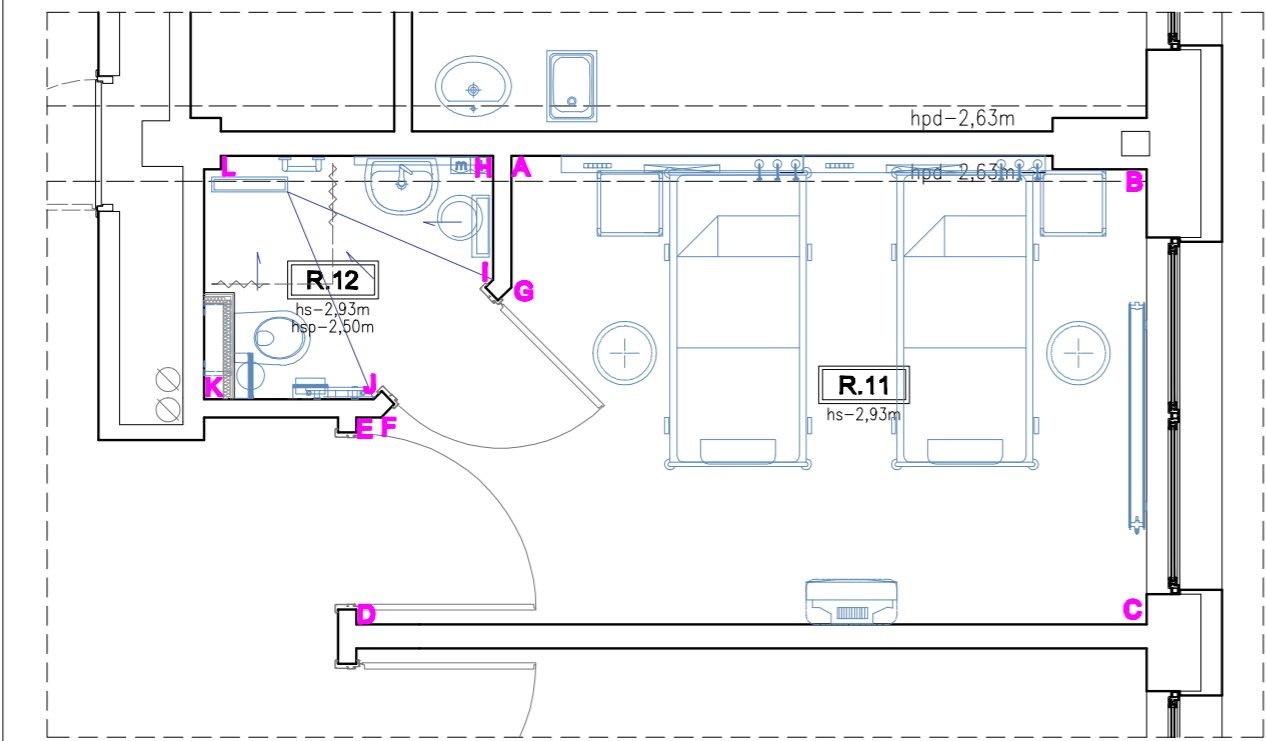 hpd-2,63m
L
H
A
m
hpd-2,63m
B
I
G
R.12
hs-2,93m
hsp-2,50m
K
J
R.11
hs-2,93m
E F
D
C